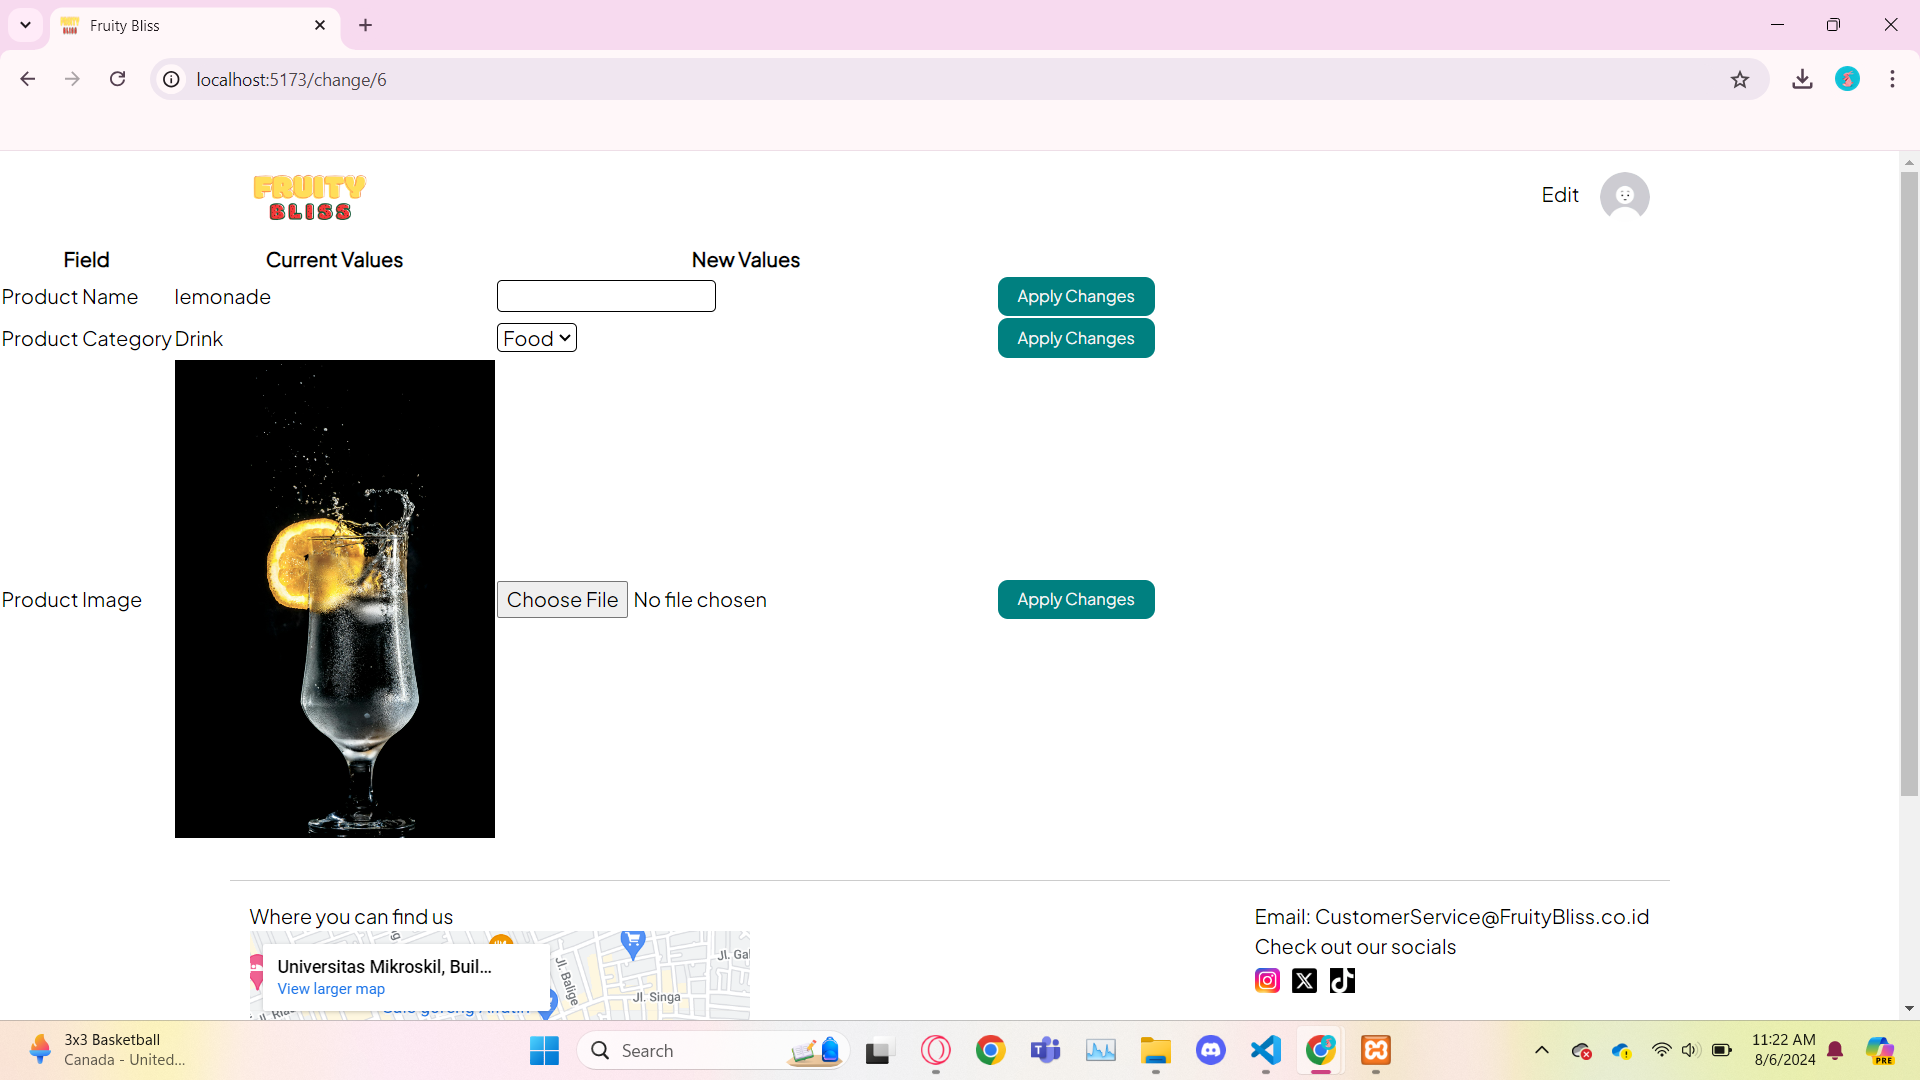 Fruity Bliss
localhost:5173/change/6
FRUITY
BLISS
Edit
Field
Current Values
New Values
Product Name
lemonade
Apply Changes
Product Category
Drink
Food
Apply Changes
Product Image
Choose File
No file chosen
Apply Changes
Where you can find us
Universitas Mikroskil, Buil...
View larger map
Jl. Balige
Jl. Singa
Jl. Gal
Email: CustomerService@FruityBliss.co.id
Check out our socials
3x3 Basketball
Canada - United...
Search
11:22 AM
8/6/2024
PRE